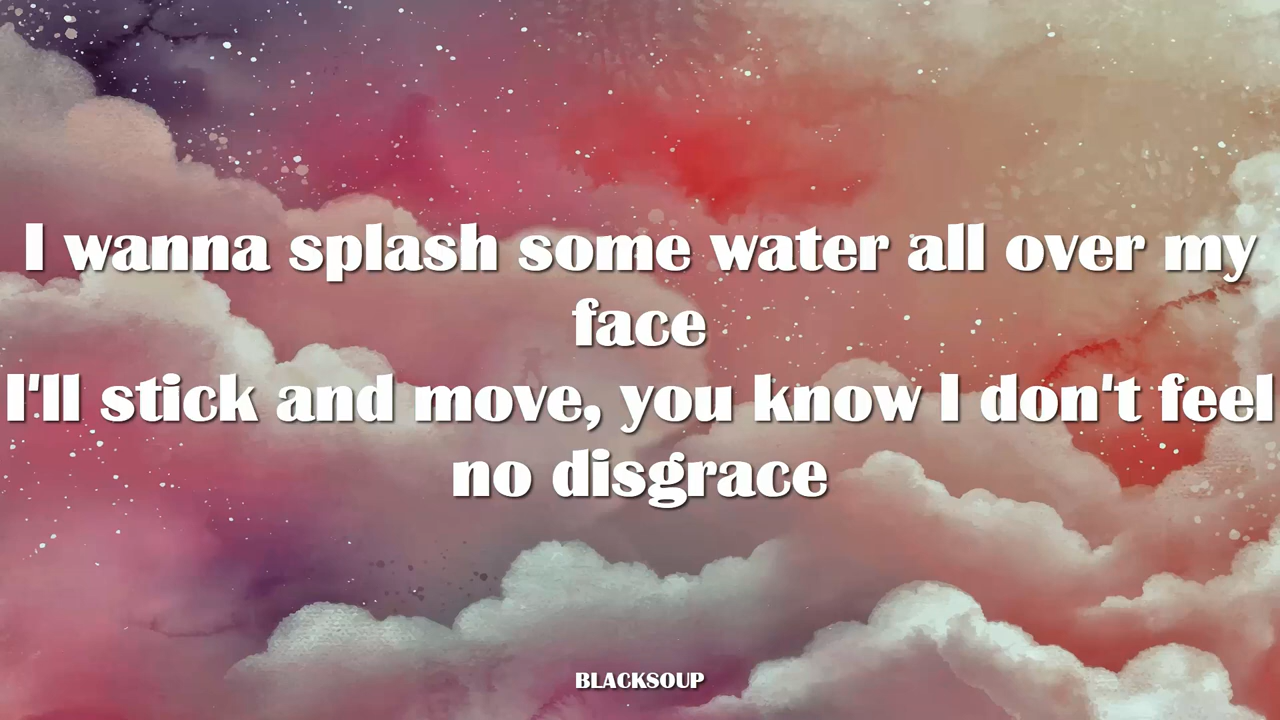 I wanna splash some water all over my
face
I'll stick and move, you know I don't feel
no disgrace
BLACKSOUP